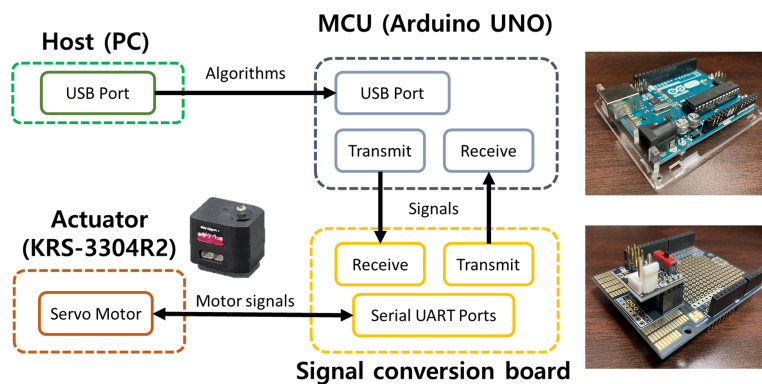 MCU (Arduino UNO)
Host (PC)
USB Port
Algorithms
USB Port
Transmit
Receive
Signals
Actuator
(KRS-3304R2)
Receive
Transmit
Servo Motor
Motor signals
Serial UART Ports
Signal conversion board